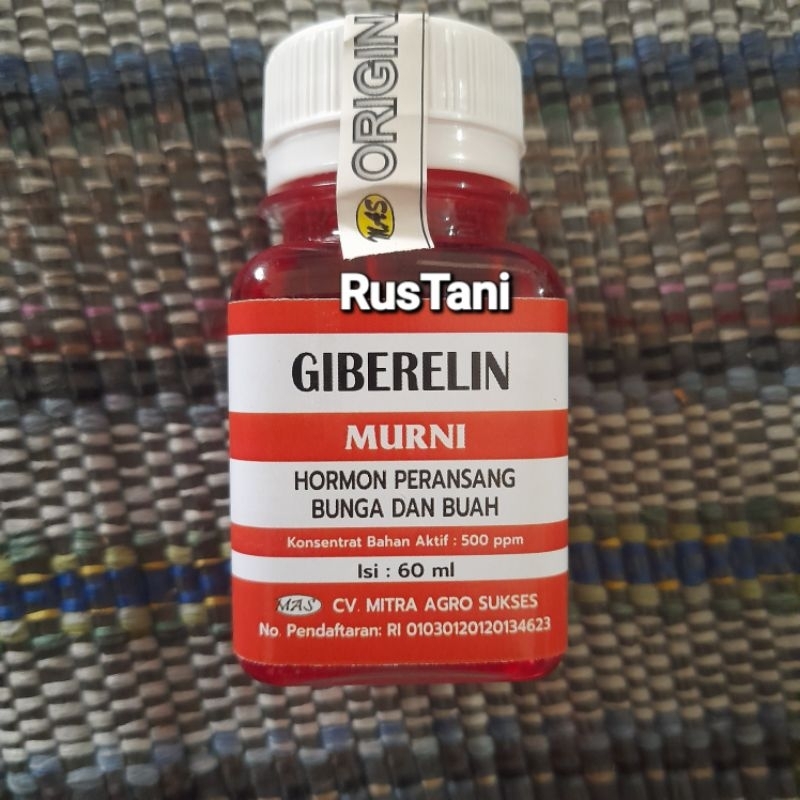 ORIGIN
MAS
RusTani
GIBERELIN
MURNI
HORMON PERANSANG
BUNGA DAN BUAH
Konsentrat Bahan Aktif : 500 ppm
Isi : 60 ml
MAS CV. MITRA AGRO SUKSES
No. Pendaftaran: RI 01030120120134623